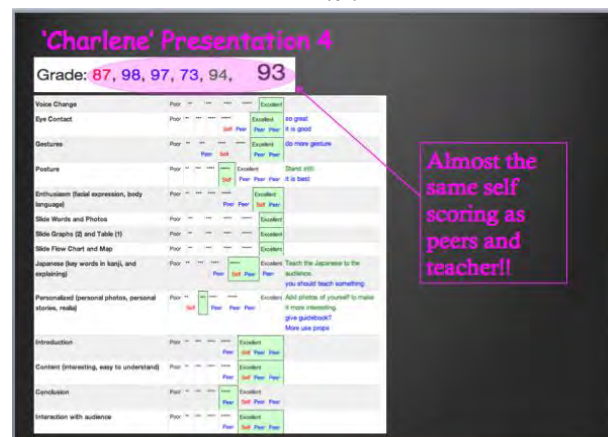 'Charlene' Presentation 4
Grade: 87, 98, 97, 73, 94, 93
Voice Change Poor ** *** **** ***** Excellent
Eye Contact Poor ** *** **** ***** Excellent so great
Self Peer Peer Peer it is good
Gestures Poor ** *** **** ***** Excellent do more gesture
Peer Self Peer Peer
Posture Poor ** *** **** ***** Excellent Stand still
Self Peer Peer Peer it is best
Enthusiasm (facial expression, body Poor ** *** **** ***** Excellent
language) Peer Peer Self Peer
Slide Words and Photos Poor ** *** **** ***** Excellent
Slide Graphs (2) and Table (1) Poor ** *** **** ***** Excellent
Slide Flow Chart and Map Poor ** *** **** ***** Excellent
Japanese (key words in kanji, and Poor ** *** **** ***** Excellent Teach the Japanese to the
explaining) Peer Self Peer Peer audience.
you should teach something
Personalized (personal photos, personal Poor ** *** **** ***** Excellent Add photos of yourself to make
stories, realia) Self Peer Peer Peer it more interesting.
give guidebook?
More use props
Introduction Poor ** *** **** ***** Excellent
Peer Self Peer Peer
Content (interesting, easy to understand) Poor ** *** **** ***** Excellent
Peer Self Peer Peer
Conclusion Poor ** *** **** ***** Excellent
Peer Self Peer Peer
Interaction with audience Poor ** *** **** ***** Excellent
Peer Self Peer Peer
Almost the
same self
scoring as
peers and
teacher!!